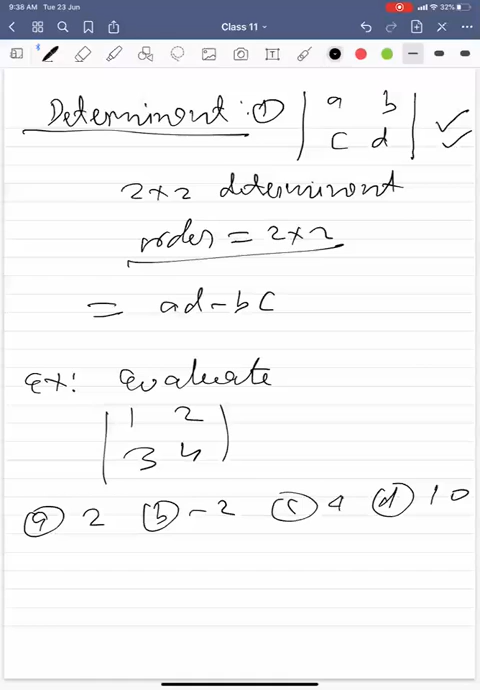 9:38 AM Tue 23 Jun
32%
Class 11
Determinant: ① | a b |
| c d |
2×2 determinant
order = 2×2
= ad-bc
Ex: Evaluate
| 1 2 |
| 3 4 |
ⓐ 2 ⓑ -2 ⓒ 4 ⓓ 10